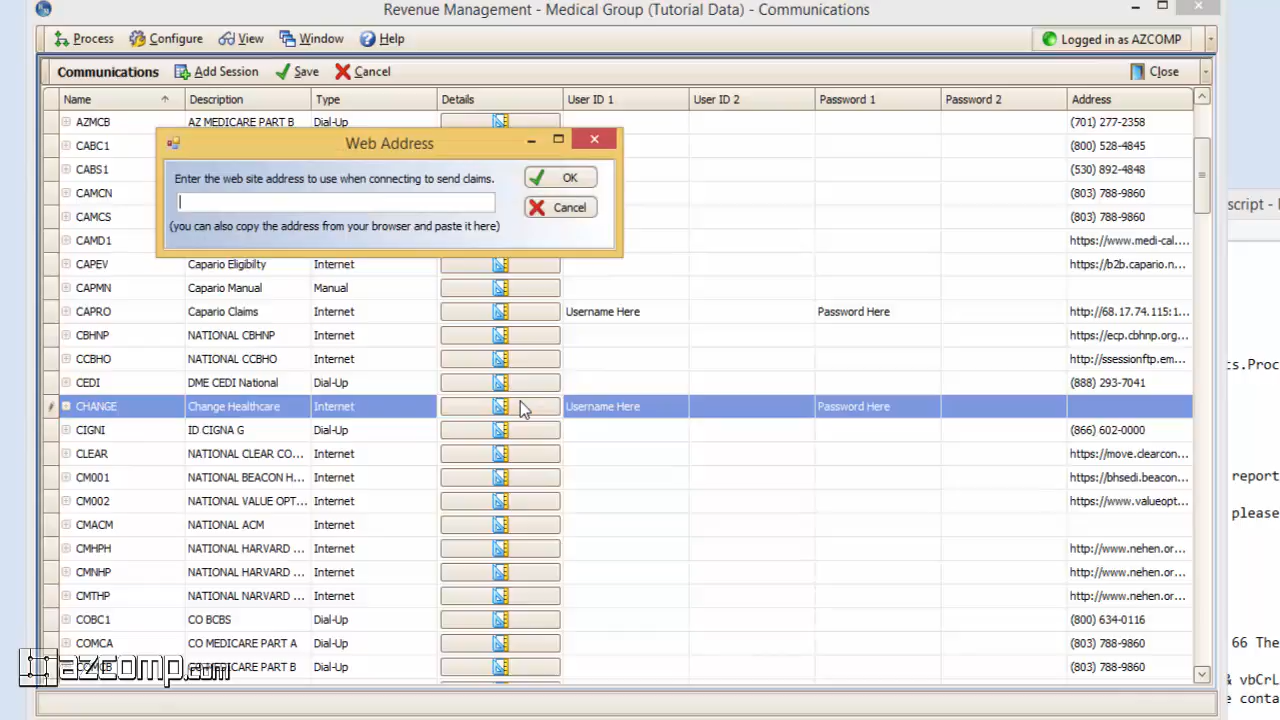 Revenue Management - Medical Group (Tutorial Data) - Communications
Process Configure View Window Help Logged in as AZCOMP
Communications Add Session Save Cancel Close
Name Description Type Details User ID 1 User ID 2 Password 1 Password 2 Address
AZMCB AZ MEDICARE PART B Dial-Up (701) 277-2358
CABC1 (800) 528-4845
CABS1 (530) 892-4848
CAMCN (803) 788-9860
CAMCS (803) 788-9860
CAMD1 https://www.medi-cal....
Web Address
Enter the web site address to use when connecting to send claims.
OK
Cancel
(you can also copy the address from your browser and paste it here)
CAPEV Capario Eligibilty Internet https://b2b.capario.n...
CAPMN Capario Manual Manual
CAPRO Capario Claims Internet Username Here Password Here http://68.17.74.115:1...
CBHNP NATIONAL CBHNP Internet https://ecp.cbhnp.org...
CCBHO NATIONAL CCBHO Internet http://ssessionftp.em...
CEDI DME CEDI National Dial-Up (888) 293-7041
CHANGE Change Healthcare Internet Username Here Password Here
CIGNI ID CIGNA G Dial-Up (866) 602-0000
CLEAR NATIONAL CLEAR CO... Internet https://move.clearcon...
CM001 NATIONAL BEACON H... Internet https://bhsedi.beacon...
CM002 NATIONAL VALUE OPT... Internet https://www.valueopt...
CMACM NATIONAL ACM Internet
CMHPH NATIONAL HARVARD ... Internet http://www.nehen.or...
CMNHP NATIONAL HARVARD ... Internet http://www.nehen.or...
CMTHP NATIONAL NARVARD ... Internet http://www.nehen.or...
COBC1 CO BCBS Dial-Up (800) 634-0116
COMCA CO MEDICARE PART A Dial-Up (803) 788-9860
COMCB CO MEDICARE PART B Dial-Up (803) 788-9860
azcomp.com
script -
s.Proc
report
please
66 The
& vbCrL
e conta